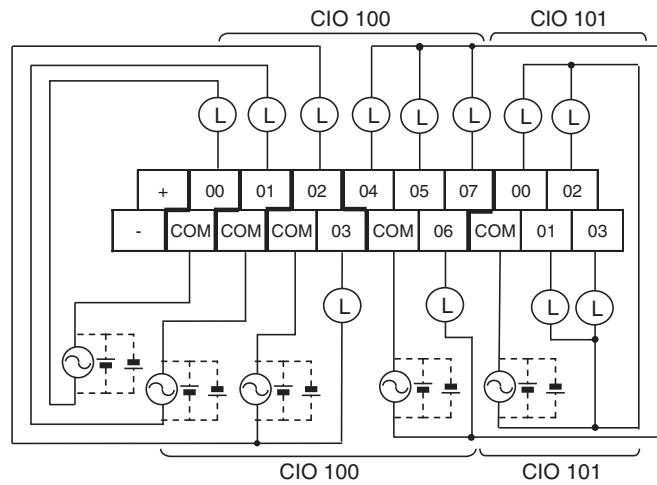 CIO 100 CIO 101
L L L L L L L L
+ 00 01 02 04 05 07 00 02
- COM COM COM 03 COM 06 COM 01 03
L L L L
CIO 100 CIO 101